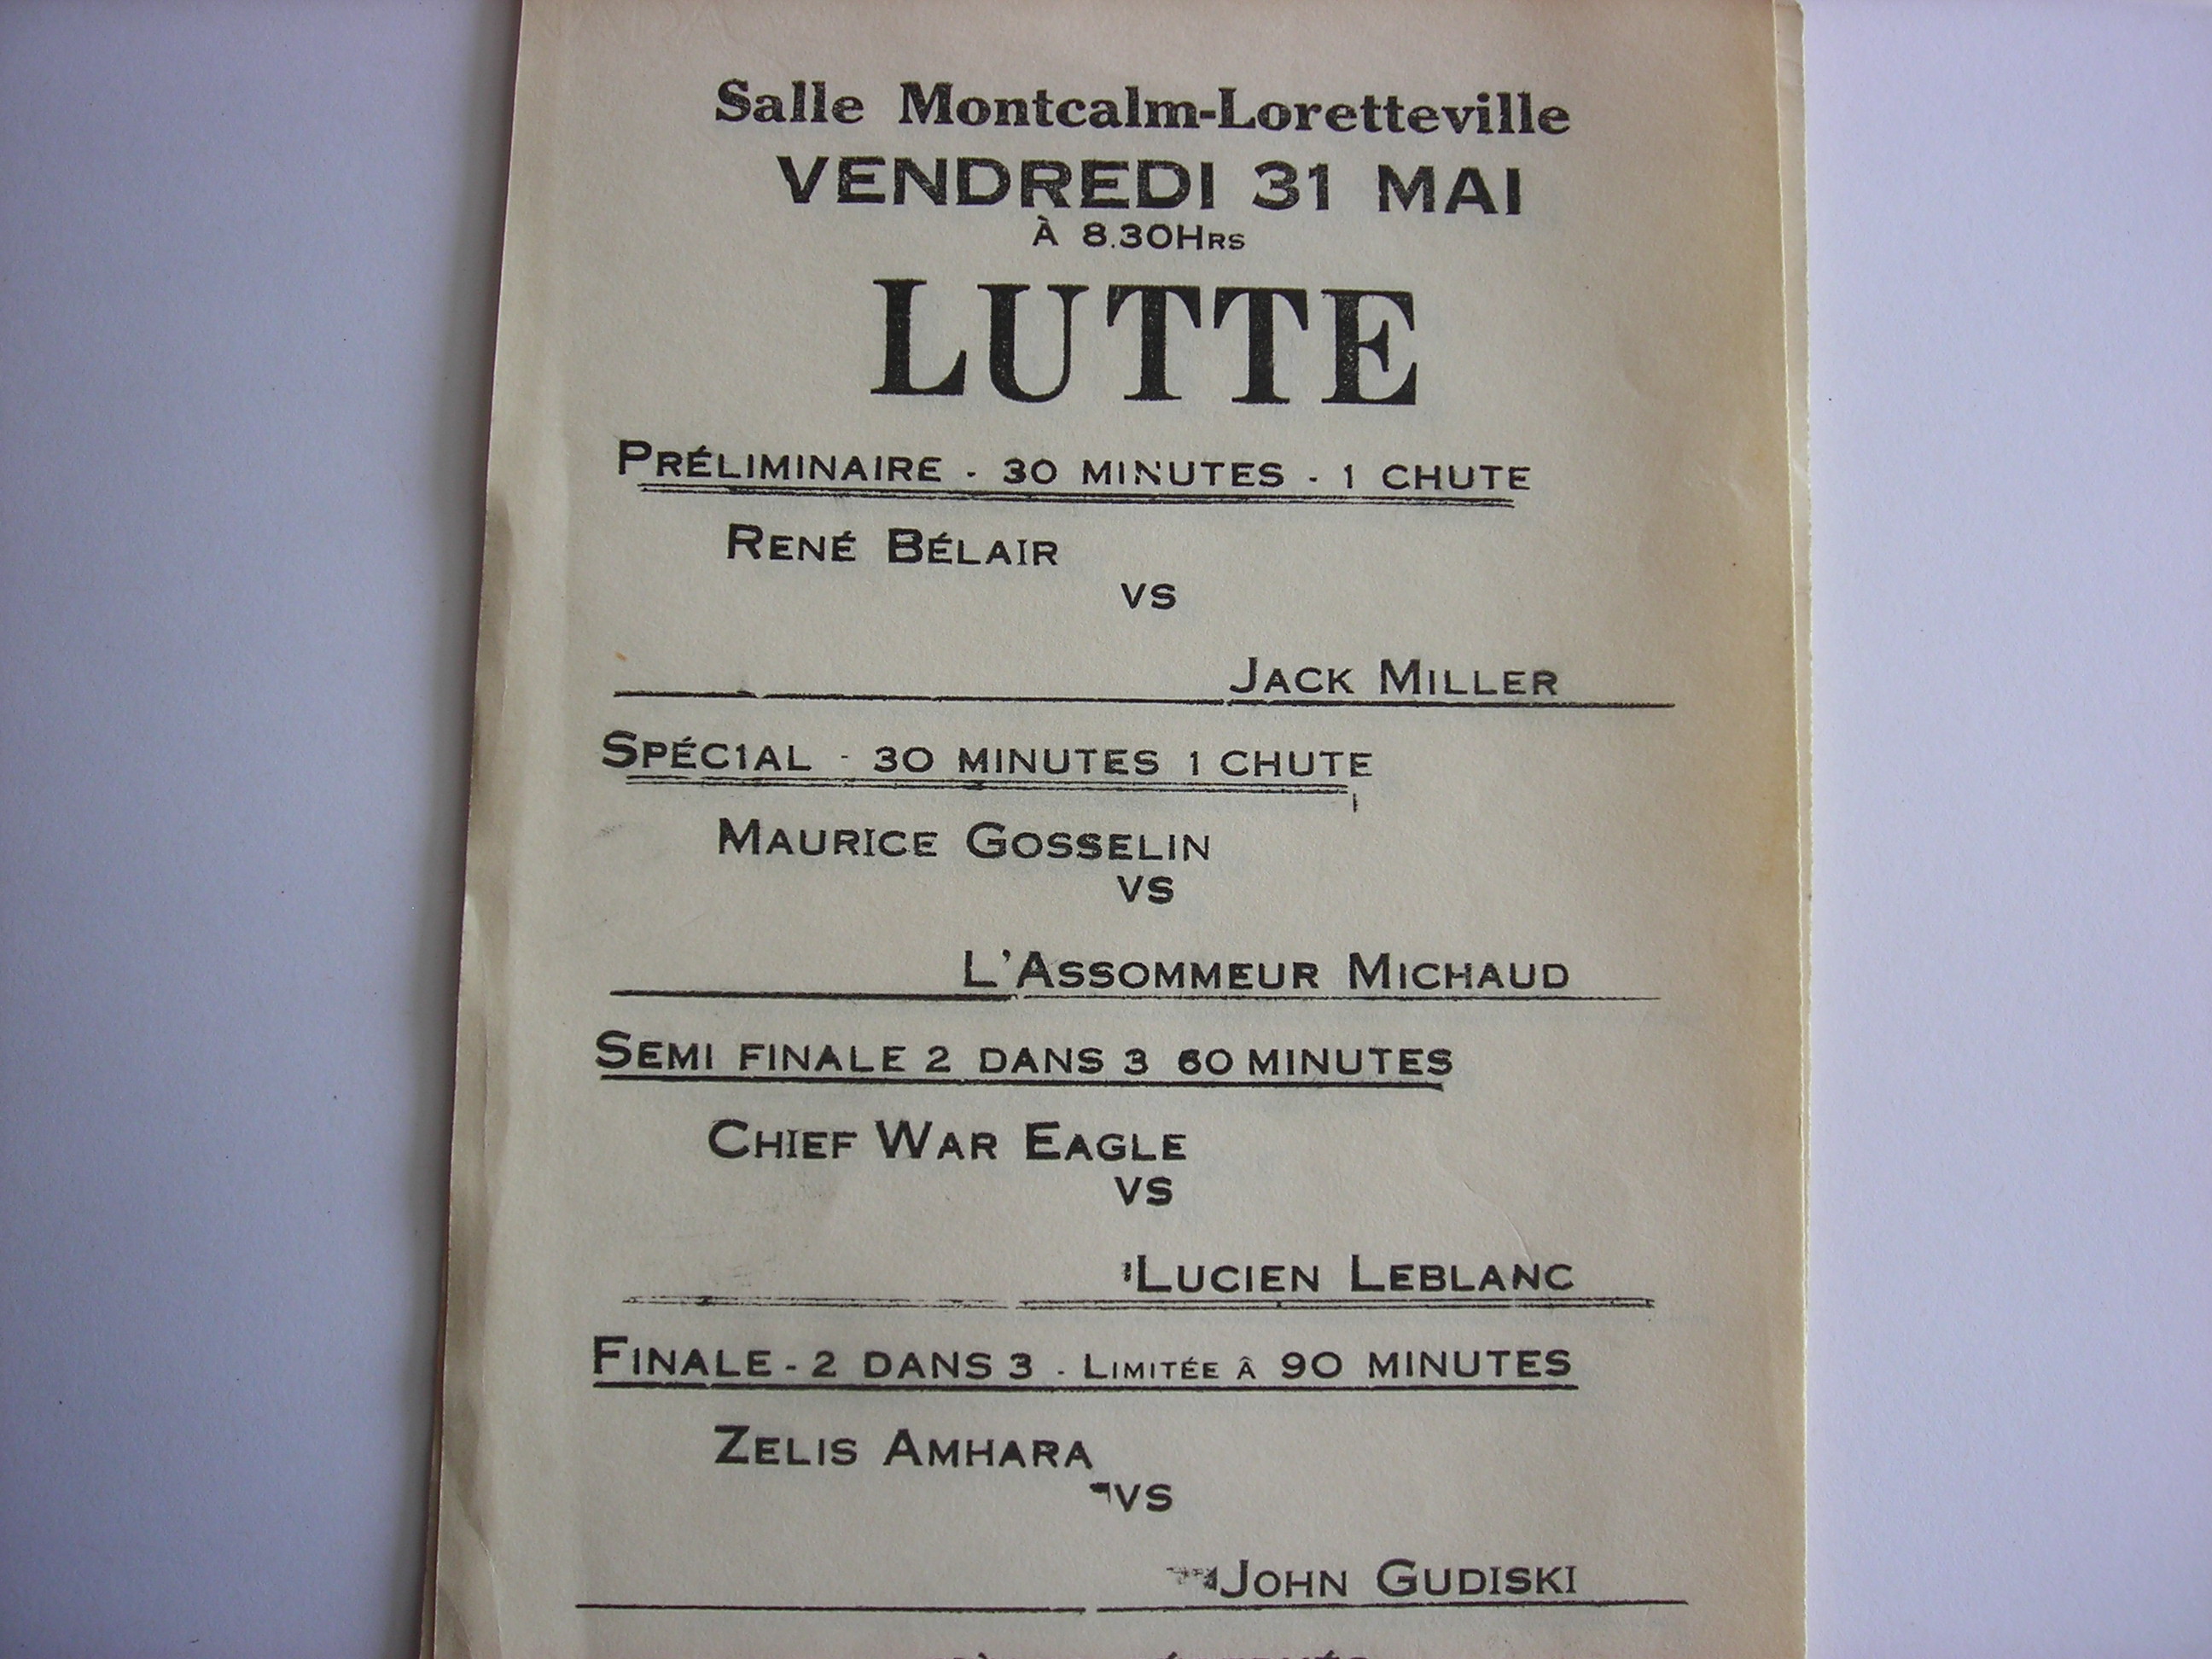 Salle Montcalm-Loretteville
VENDREDI 31 MAI
À 8.30HRS
LUTTE
PRÉLIMINAIRE - 30 MINUTES - 1 CHUTE
RENÉ BÉLAIR
VS
JACK MILLER
SPÉC1AL - 30 MINUTES 1 CHUTE
MAURICE GOSSELIN
VS
L'ASSOMMEUR MICHAUD
SEMI FINALE 2 DANS 3 60 MINUTES
CHIEF WAR EAGLE
VS
LUCIEN LEBLANC
FINALE - 2 DANS 3 - LIMITÉE Â 90 MINUTES
ZELIS AMHARA
VS
JOHN GUDISKI